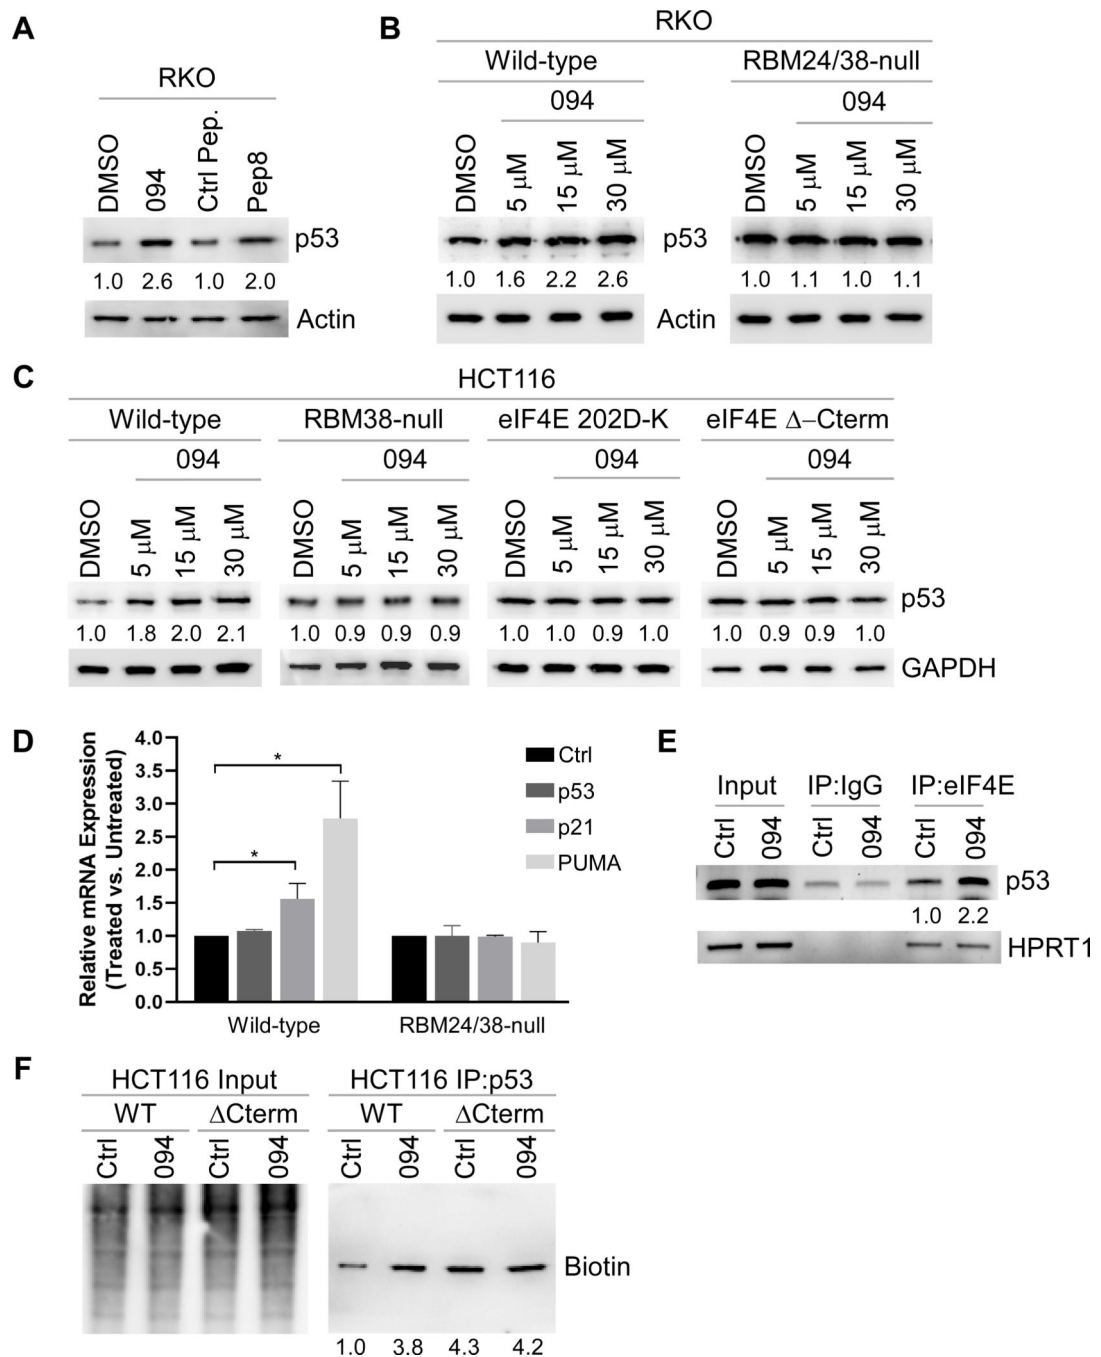 A
RKO
DMSO 094 Ctrl Pep. Pep8
p53
1.0 2.6 1.0 2.0
Actin
B
RKO
Wild-type RBM24/38-null
094 094
DMSO 5 μM 15 μM 30 μM DMSO 5 μM 15 μM 30 μM
p53
1.0 1.6 2.2 2.6 1.0 1.1 1.0 1.1
Actin
C
HCT116
Wild-type RBM38-null eIF4E 202D-K eIF4E Δ–Cterm
094 094 094 094
DMSO 5 μM 15 μM 30 μM DMSO 5 μM 15 μM 30 μM DMSO 5 μM 15 μM 30 μM DMSO 5 μM 15 μM 30 μM
p53
1.0 1.8 2.0 2.1 1.0 0.9 0.9 0.9 1.0 1.0 0.9 1.0 1.0 0.9 0.9 1.0
GAPDH
D
Relative mRNA Expression
(Treated vs. Untreated)
4.0
3.5
3.0
2.5
2.0
1.5
1.0
0.5
0.0
*
*
Ctrl
p53
p21
PUMA
Wild-type RBM24/38-null
E
Input IP:IgG IP:eIF4E
Ctrl 094 Ctrl 094 Ctrl 094
p53
1.0 2.2
HPRT1
F
HCT116 Input HCT116 IP:p53
WT ΔCterm WT ΔCterm
Ctrl 094 Ctrl 094 Ctrl 094 Ctrl 094
Biotin
1.0 3.8 4.3 4.2